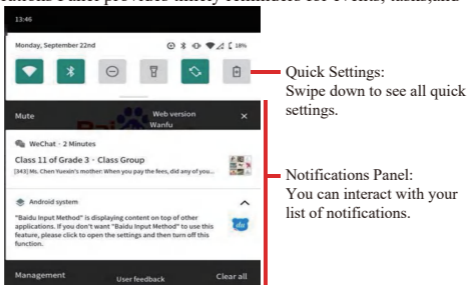 rations Panel provides timely reminders for events, tasks,and
13:46
Monday, September 22nd
18%
Quick Settings:
Swipe down to see all quick
settings.
Mute
Web version
Wanfu
×
WeChat · 2 Minutes
Class 11 of Grade 3 · Class Group
[343] Ms. Chen Yuexin's mother: When you pay the fees, did any of you...
Notifications Panel:
You can interact with your
list of notifications.
Android system
"Baidu Input Method" is displaying content on top of other
applications. If you don't want "Baidu Input Method" to use this
feature, please click to open the settings and then turn off this
function.
Management
User feedback
Clear all